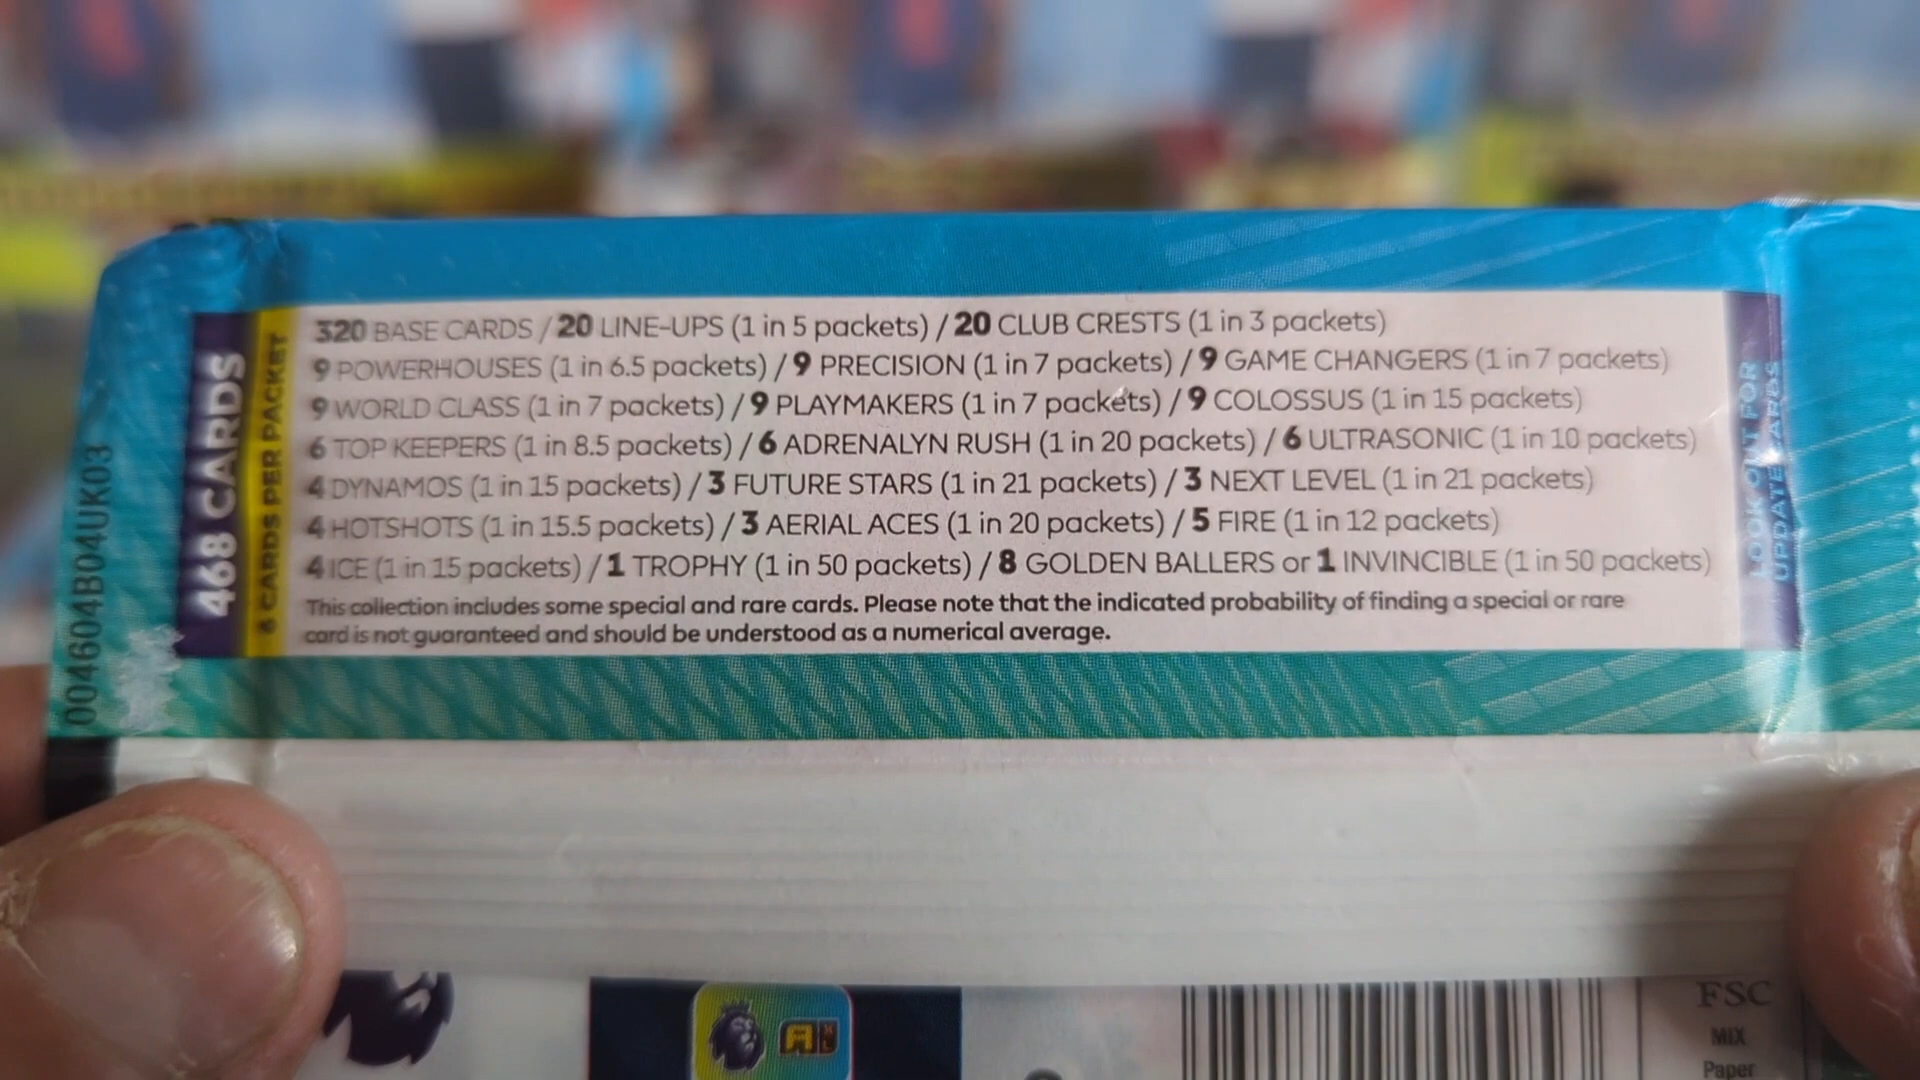 320 BASE CARDS / 20 LINE-UPS (1 in 5 packets) / 20 CLUB CRESTS (1 in 3 packets)
9 POWERHOUSES (1 in 6.5 packets) / 9 PRECISION (1 in 7 packets) / 9 GAME CHANGERS (1 in 7 packets)
9 WORLD CLASS (1 in 7 packets) / 9 PLAYMAKERS (1 in 7 packets) / 9 COLOSSUS (1 in 15 packets)
6 TOP KEEPERS (1 in 8.5 packets) / 6 ADRENALYN RUSH (1 in 20 packets) / 6 ULTRASONIC (1 in 10 packets)
4 DYNAMOS (1 in 15 packets) / 3 FUTURE STARS (1 in 21 packets) / 3 NEXT LEVEL (1 in 21 packets)
4 HOTSHOTS (1 in 15.5 packets) / 3 AERIAL ACES (1 in 20 packets) / 5 FIRE (1 in 12 packets)
4 ICE (1 in 15 packets) / 1 TROPHY (1 in 50 packets) / 8 GOLDEN BALLERS or 1 INVINCIBLE (1 in 50 packets)
This collection includes some special and rare cards. Please note that the indicated probability of finding a special or rare
card is not guaranteed and should be understood as a numerical average.
468 CARDS
CARDS PER PACKET
LOOK OUT FOR
UPDATE CARDS
004604B04UK03
FSC
MIX
Paper